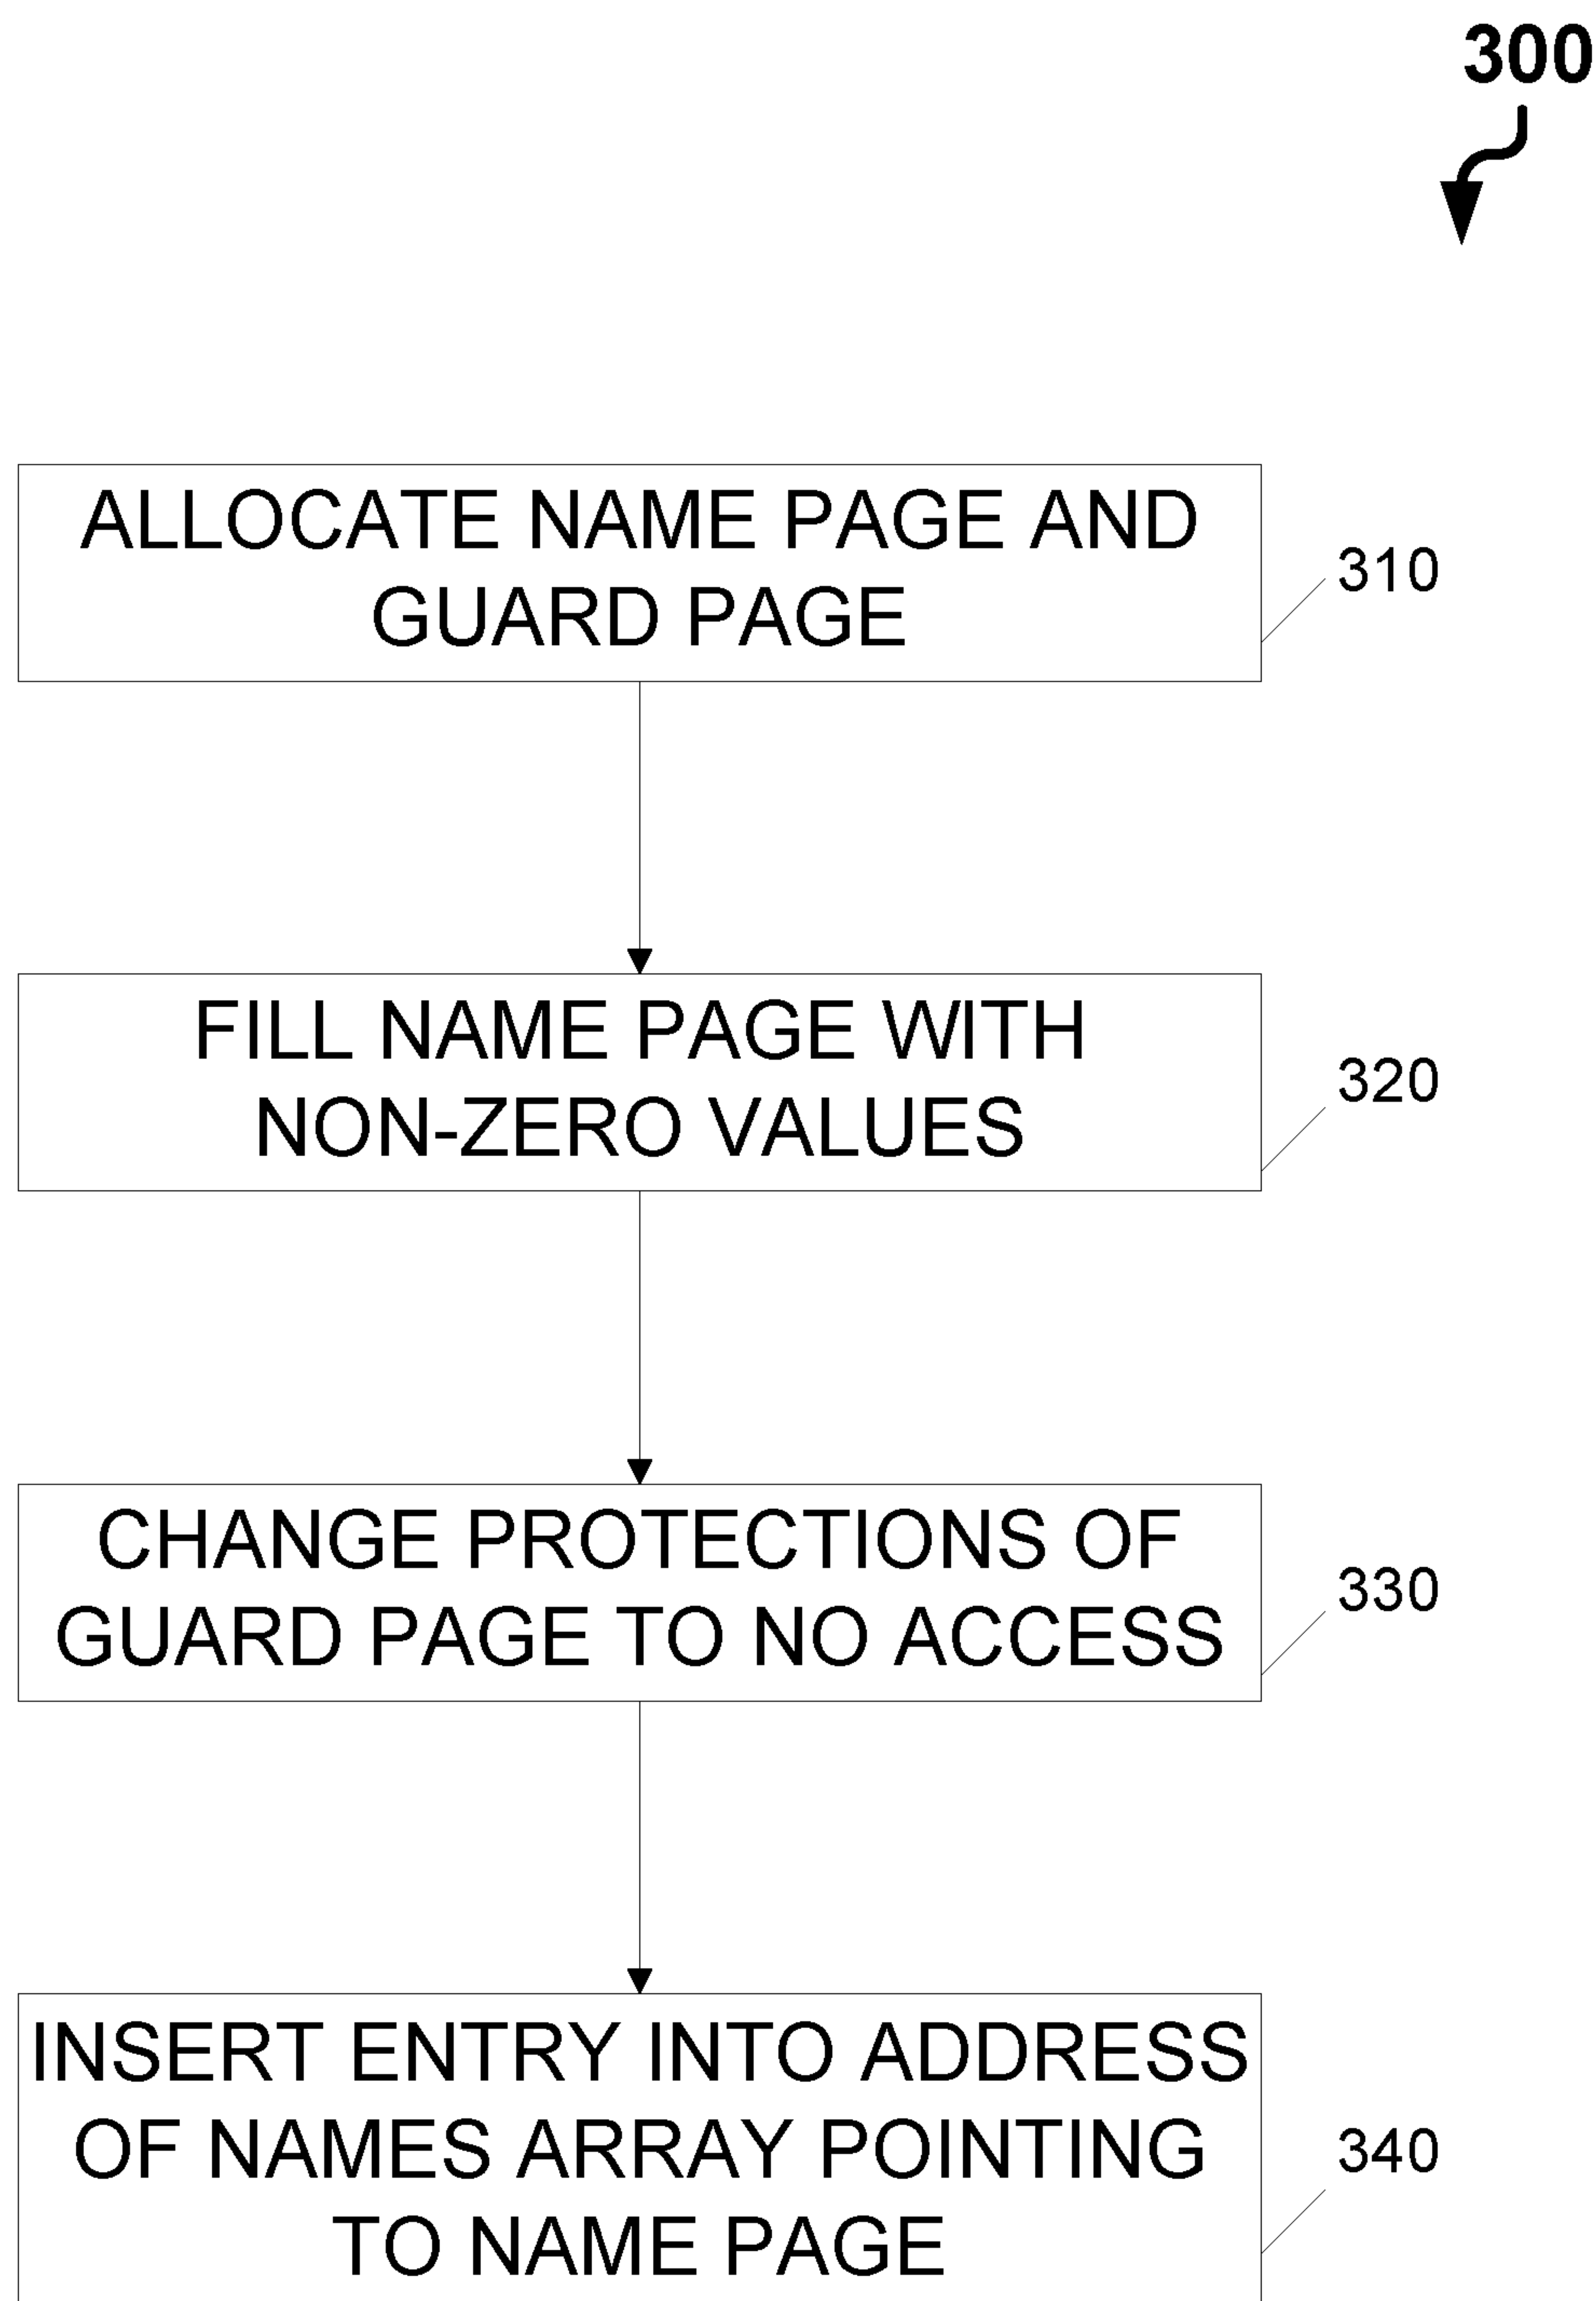 300
ALLOCATE NAME PAGE AND
GUARD PAGE
310
FILL NAME PAGE WITH
NON-ZERO VALUES
320
CHANGE PROTECTIONS OF
GUARD PAGE TO NO ACCESS
330
INSERT ENTRY INTO ADDRESS
OF NAMES ARRAY POINTING
TO NAME PAGE
340